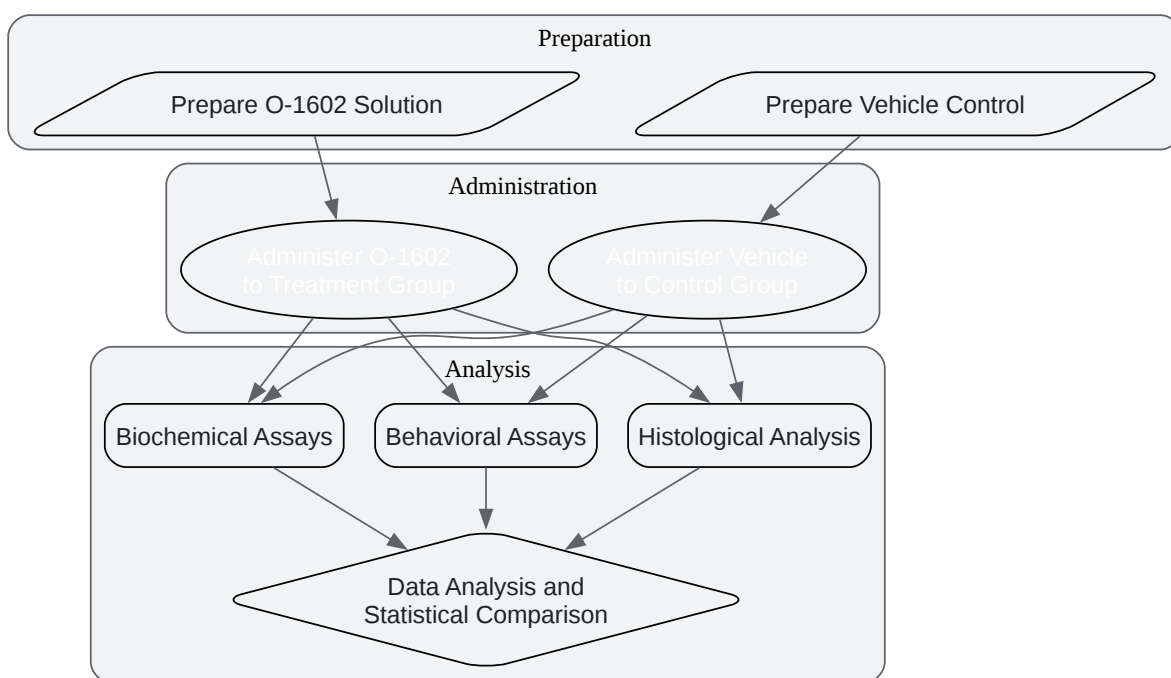 Preparation
Prepare O-1602 Solution
Prepare Vehicle Control
Administration
Administer O-1602
to Treatment Group
Administer Vehicle
to Control Group
Analysis
Biochemical Assays
Behavioral Assays
Histological Analysis
Data Analysis and
Statistical Comparison